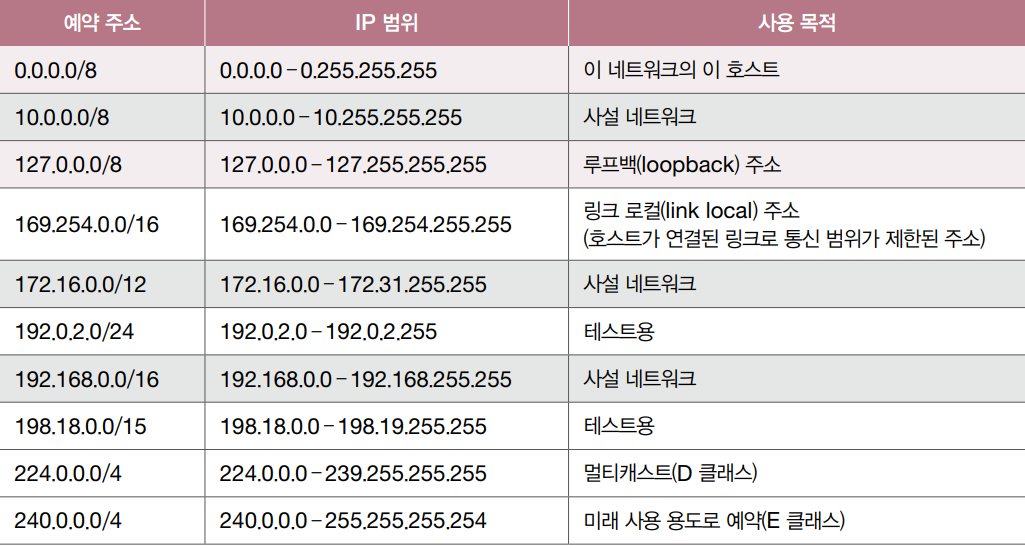 예약 주소 IP 범위 사용 목적
0.0.0.0/8 0.0.0.0 – 0.255.255.255 이 네트워크의 이 호스트
10.0.0.0/8 10.0.0.0 – 10.255.255.255 사설 네트워크
127.0.0.0/8 127.0.0.0 – 127.255.255.255 루프백(loopback) 주소
169.254.0.0/16 169.254.0.0 – 169.254.255.255 링크 로컬(link local) 주소
(호스트가 연결된 링크로 통신 범위가 제한된 주소)
172.16.0.0/12 172.16.0.0 – 172.31.255.255 사설 네트워크
192.0.2.0/24 192.0.2.0 – 192.0.2.255 테스트용
192.168.0.0/16 192.168.0.0 – 192.168.255.255 사설 네트워크
198.18.0.0/15 198.18.0.0 – 198.19.255.255 테스트용
224.0.0.0/4 224.0.0.0 – 239.255.255.255 멀티캐스트(D 클래스)
240.0.0.0/4 240.0.0.0 – 255.255.255.254 미래 사용 용도로 예약(E 클래스)